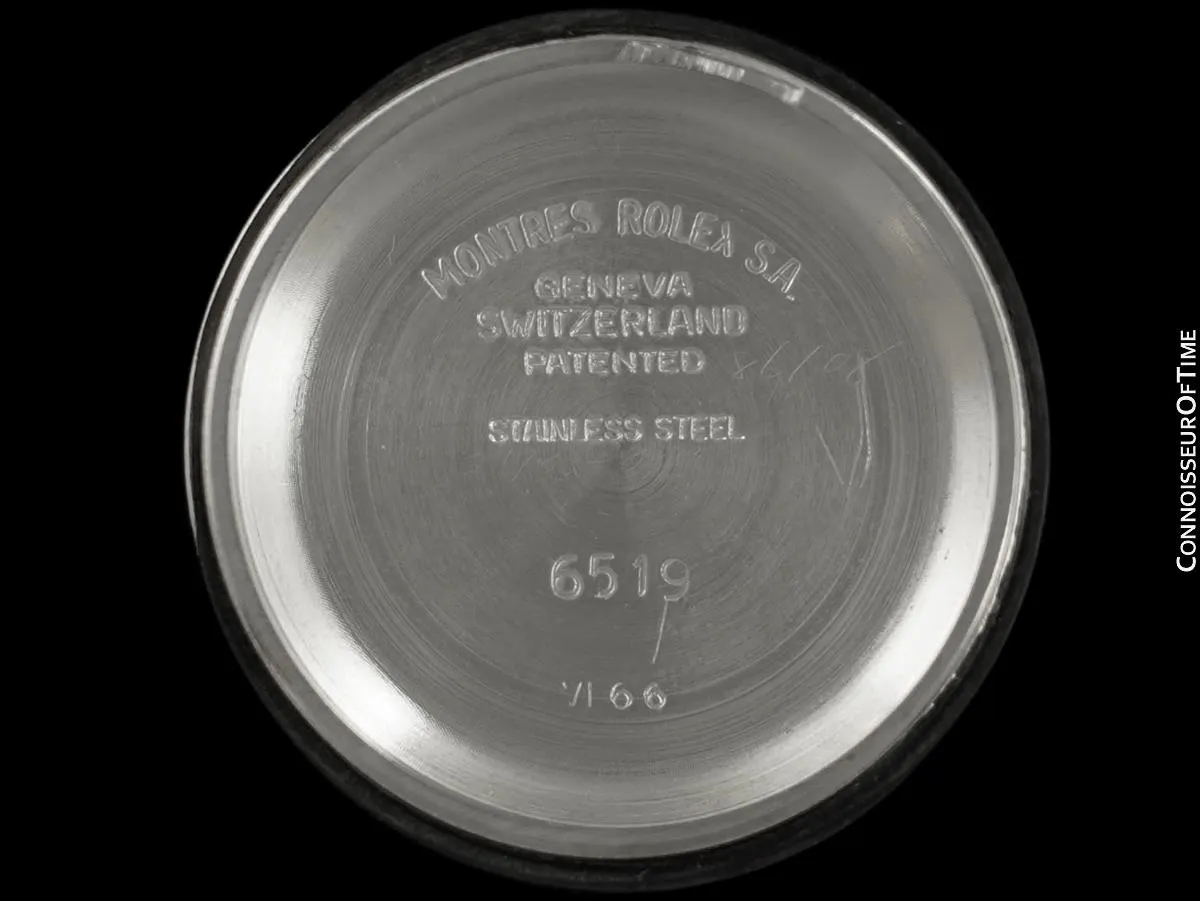 MONTRES ROLEX S.A.
GENEVA
SWITZERLAND
PATENTED
STAINLESS STEEL
6519
VI 66
CONNOISSEUROFTIME